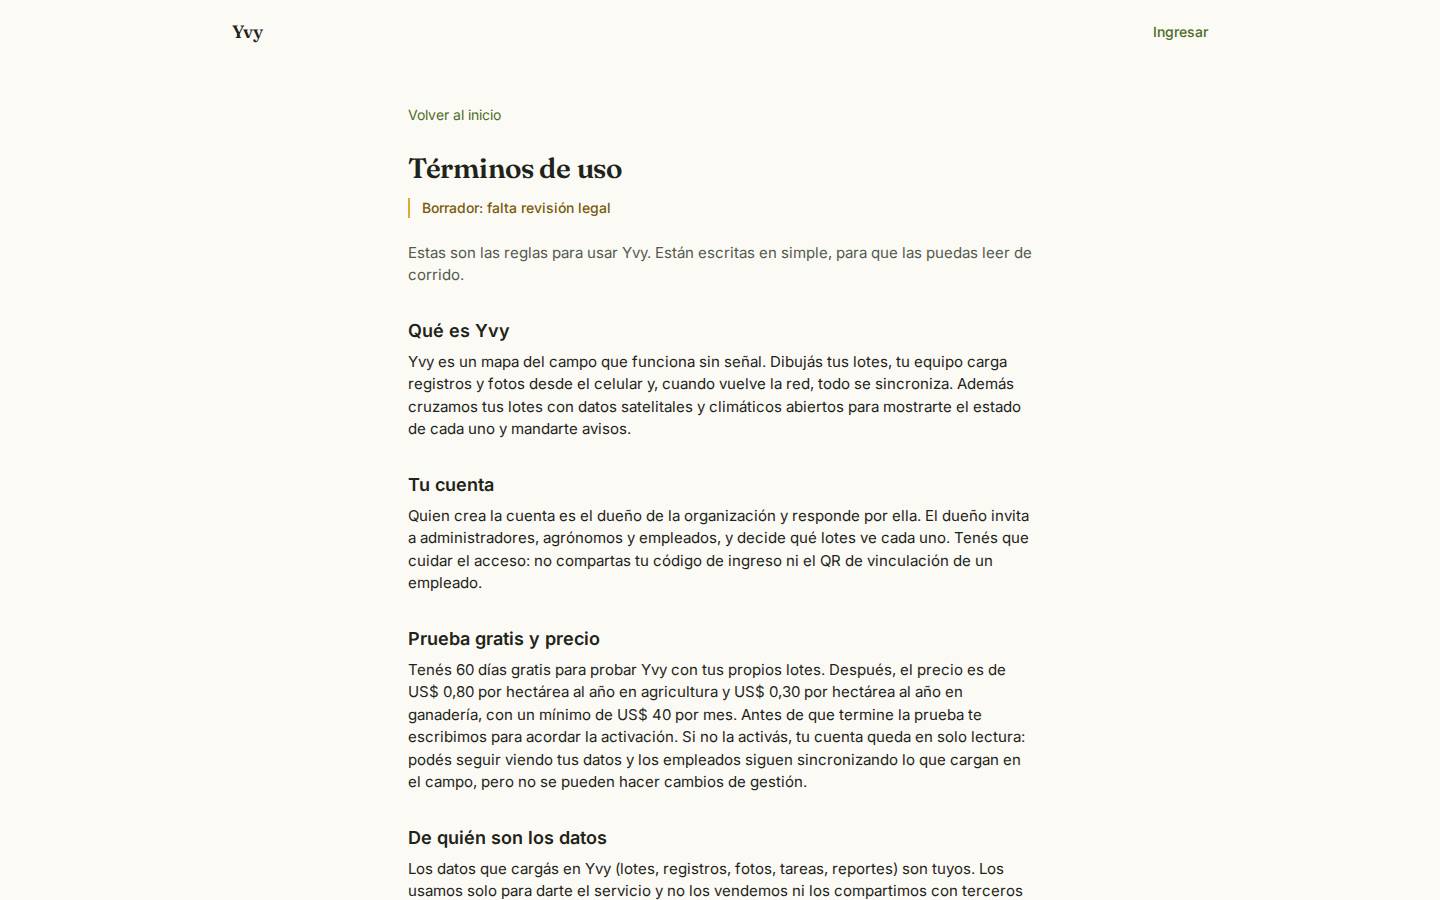 Yvy
Ingresar
Volver al inicio
Términos de uso
Borrador: falta revisión legal
Estas son las reglas para usar Yvy. Están escritas en simple, para que las puedas leer de
corrido.
Qué es Yvy
Yvy es un mapa del campo que funciona sin señal. Dibujás tus lotes, tu equipo carga
registros y fotos desde el celular y, cuando vuelve la red, todo se sincroniza. Además
cruzamos tus lotes con datos satelitales y climáticos abiertos para mostrarte el estado
de cada uno y mandarte avisos.
Tu cuenta
Quien crea la cuenta es el dueño de la organización y responde por ella. El dueño invita
a administradores, agrónomos y empleados, y decide qué lotes ve cada uno. Tenés que
cuidar el acceso: no compartas tu código de ingreso ni el QR de vinculación de un
empleado.
Prueba gratis y precio
Tenés 60 días gratis para probar Yvy con tus propios lotes. Después, el precio es de
US$ 0,80 por hectárea al año en agricultura y US$ 0,30 por hectárea al año en
ganadería, con un mínimo de US$ 40 por mes. Antes de que termine la prueba te
escribimos para acordar la activación. Si no la activás, tu cuenta queda en solo lectura:
podés seguir viendo tus datos y los empleados siguen sincronizando lo que cargan en
el campo, pero no se pueden hacer cambios de gestión.
De quién son los datos
Los datos que cargás en Yvy (lotes, registros, fotos, tareas, reportes) son tuyos. Los
usamos solo para darte el servicio y no los vendemos ni los compartimos con terceros